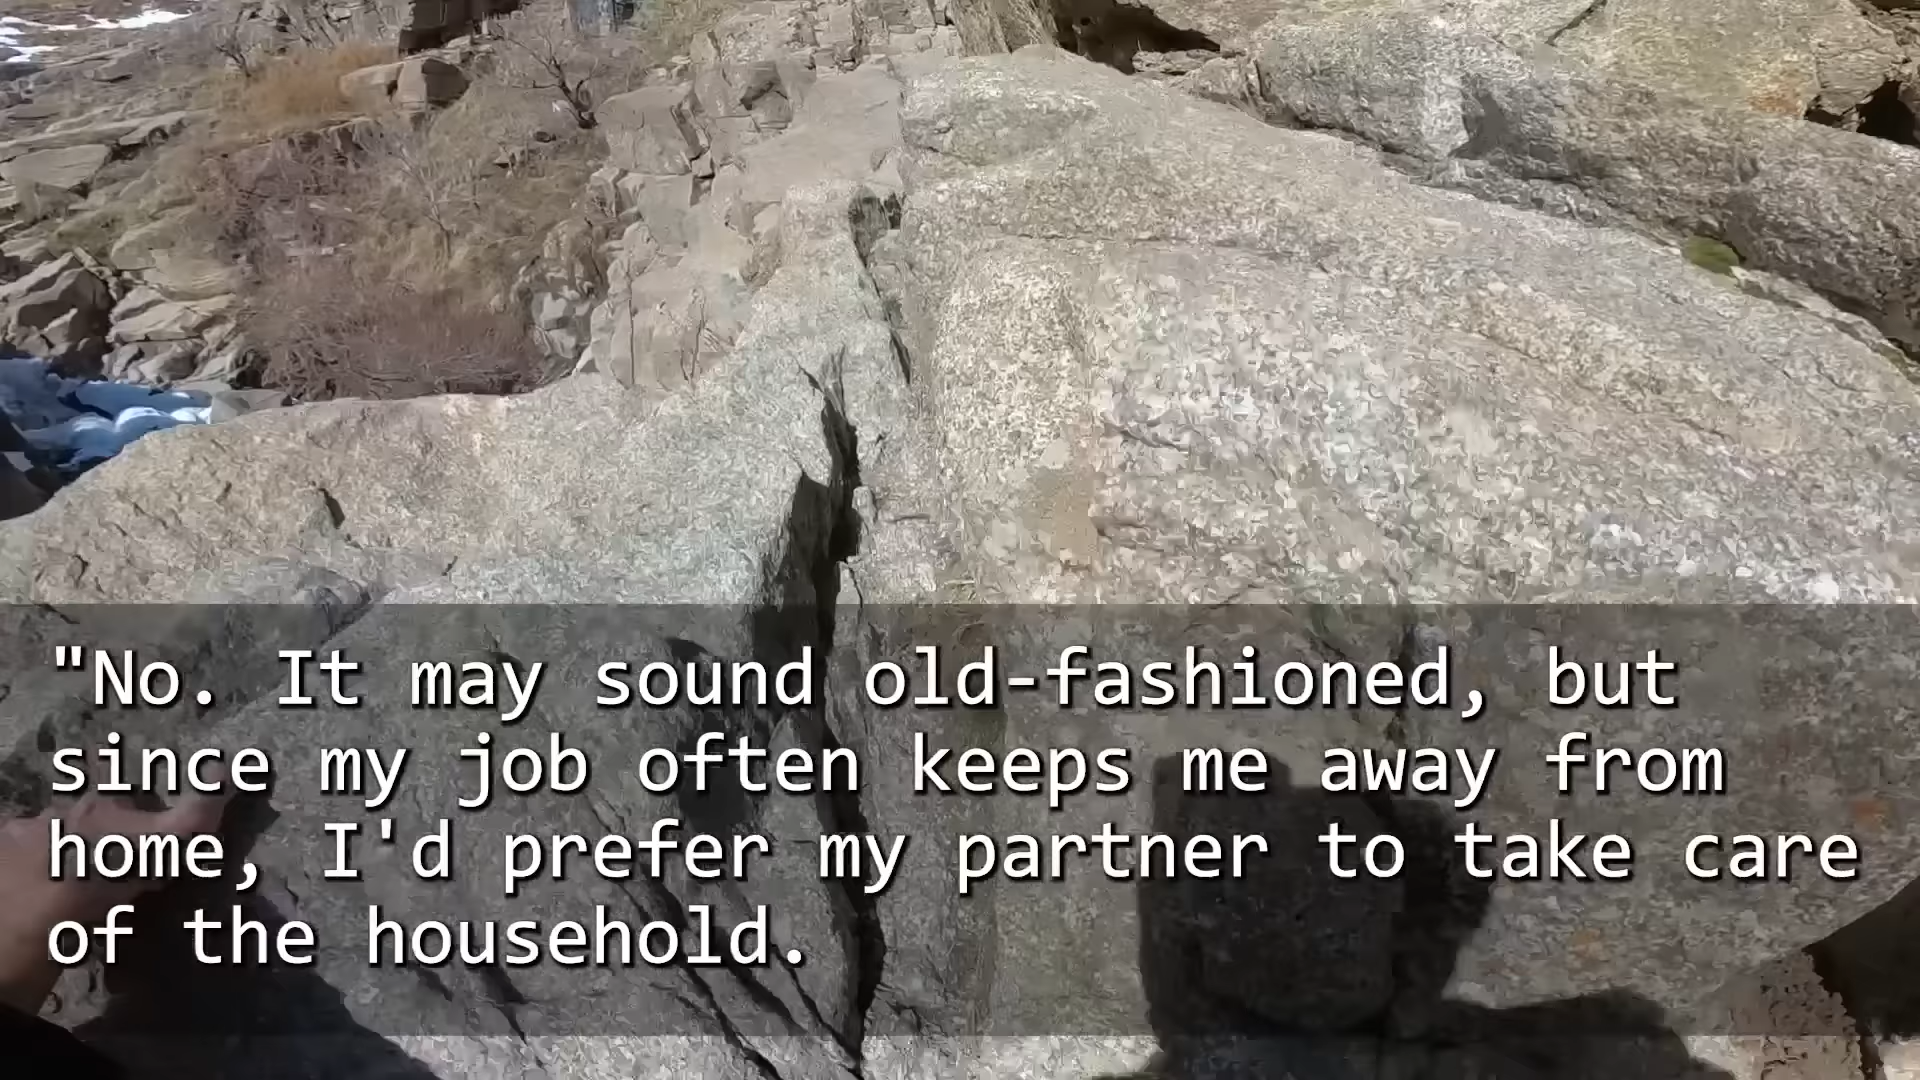 "No. It may sound old-fashioned, but
since my job often keeps me away from
home, I'd prefer my partner to take care
of the household.